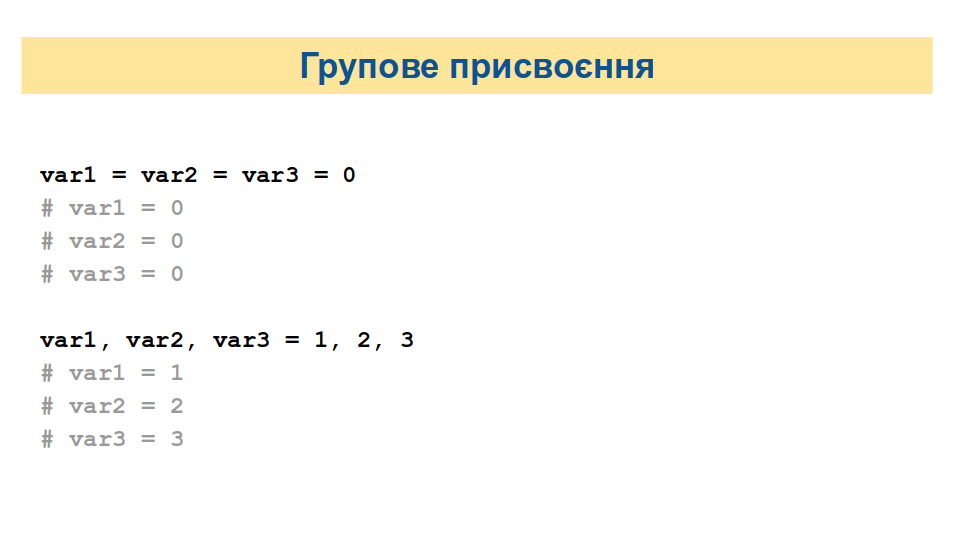 Групове присвоєння
var1 = var2 = var3 = 0
# var1 = 0
# var2 = 0
# var3 = 0
var1, var2, var3 = 1, 2, 3
# var1 = 1
# var2 = 2
# var3 = 3